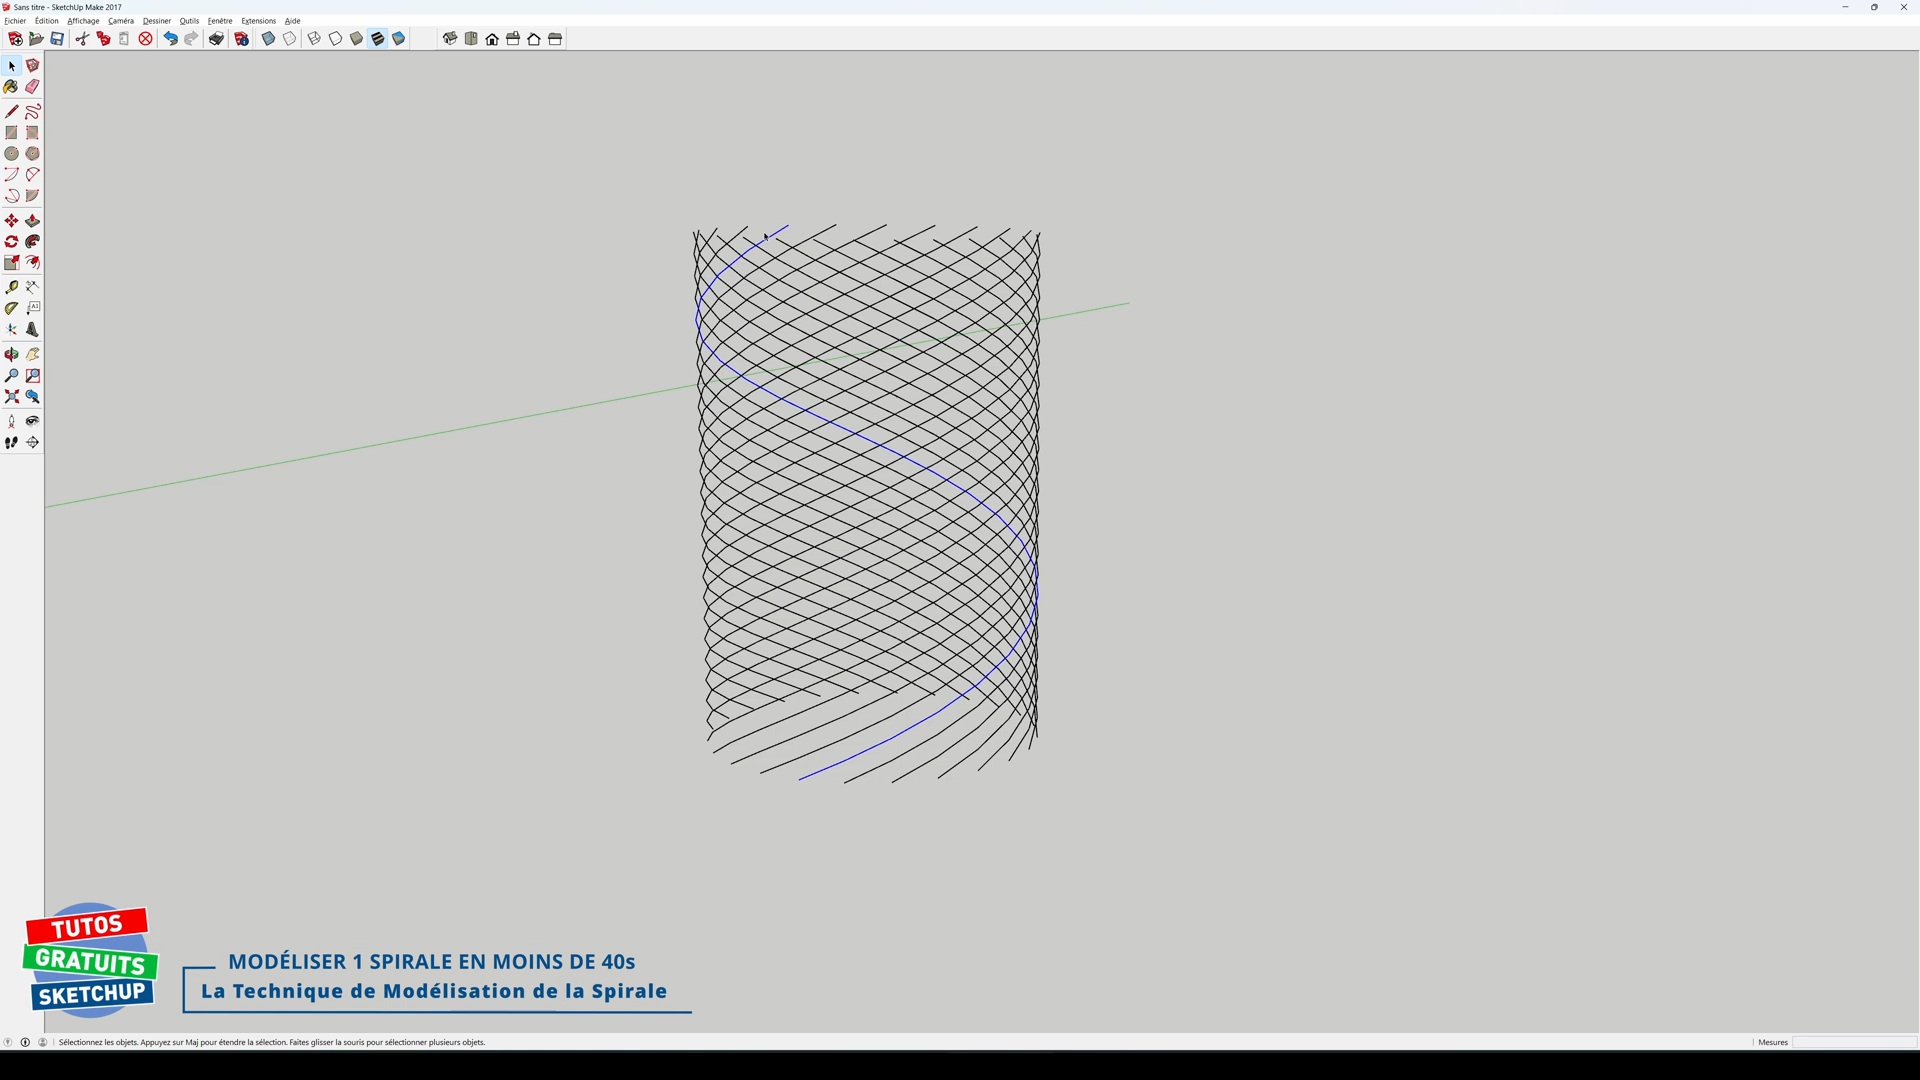 Sans titre - SketchUp Make 2017
Fichier Édition Affichage Caméra Dessiner Outils Fenêtre Extensions Aide
A1
TUTOS
GRATUITS
SKETCHUP
MODÉLISER 1 SPIRALE EN MOINS DE 40s
La Technique de Modélisation de la Spirale
Sélectionnez les objets. Appuyez sur Maj pour étendre la sélection. Faites glisser la souris pour sélectionner plusieurs objets.
Mesures